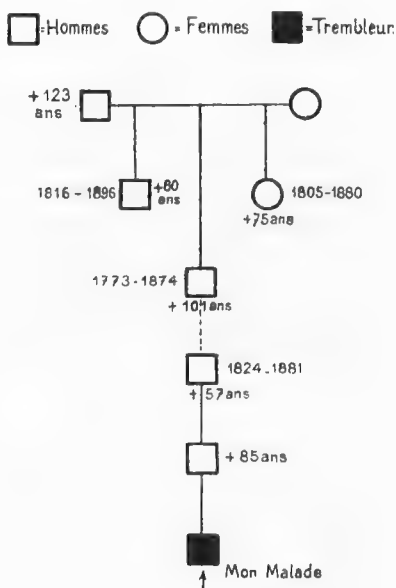 =Hommes =Femmes =Trembleur.
+123
ans
1816-1896 +80
ans
1805-1880
+75ans
1773-1874
+101ans
1824-1881
+57ans
+85ans
Mon Malade